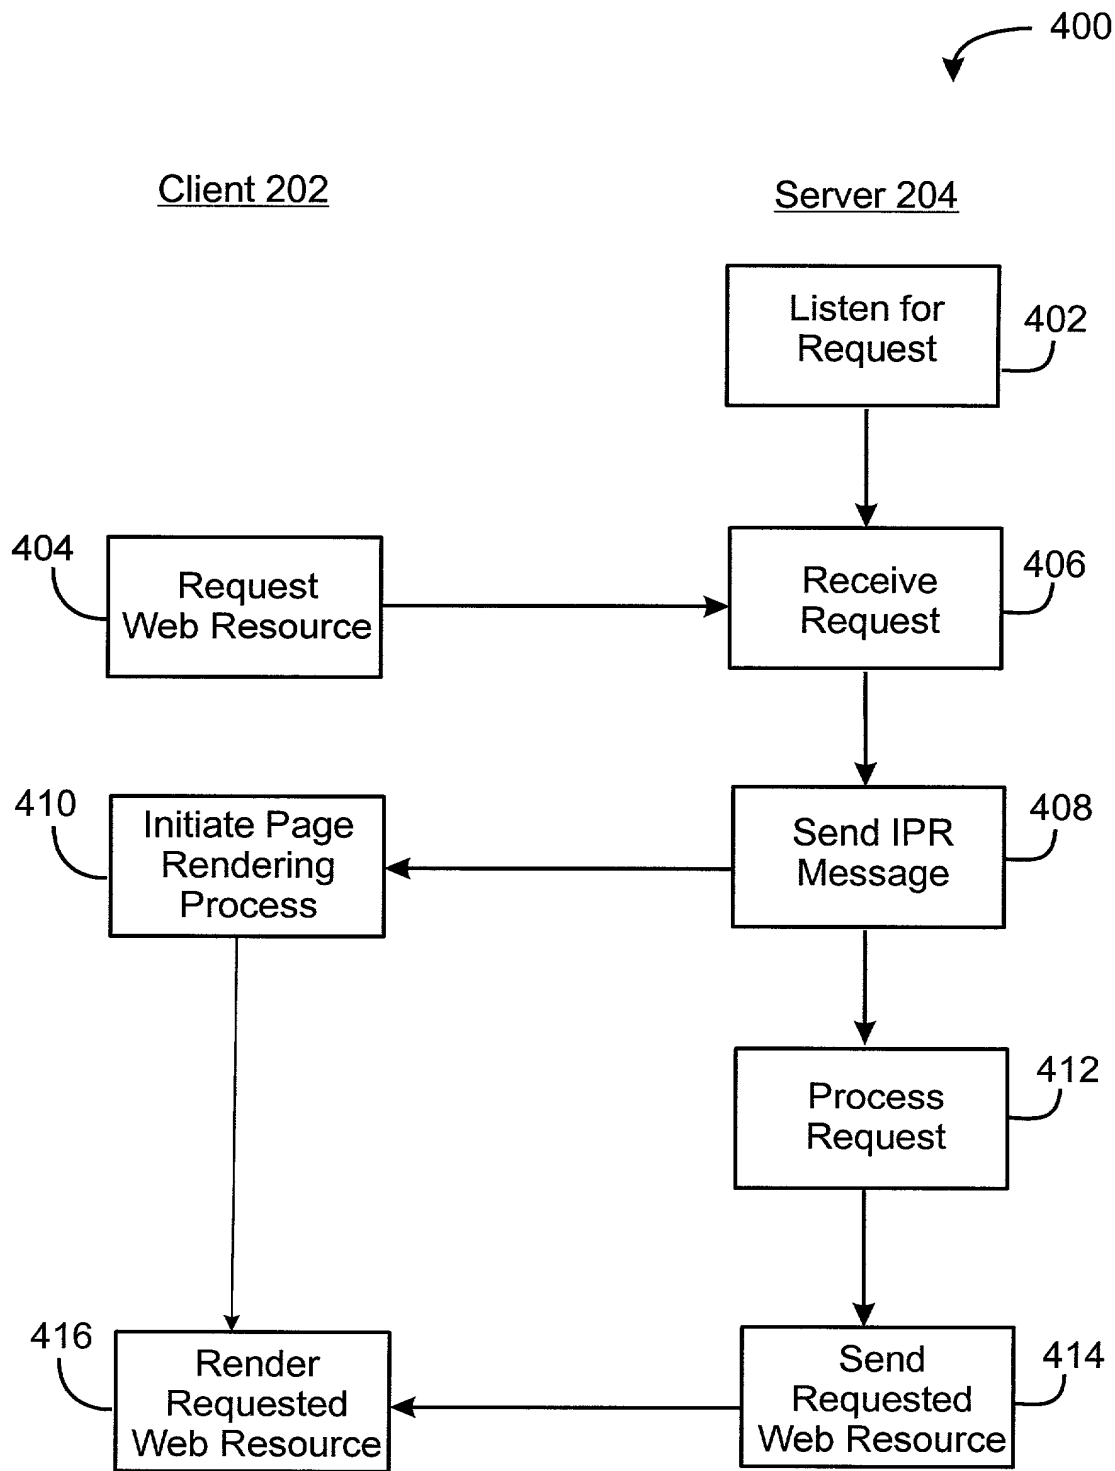 400
Client 202
Server 204
Listen for
Request
402
404
Request
Web Resource
Receive
Request
406
410
Initiate Page
Rendering
Process
Send IPR
Message
408
Process
Request
412
416
Render
Requested
Web Resource
Send
Requested
Web Resource
414